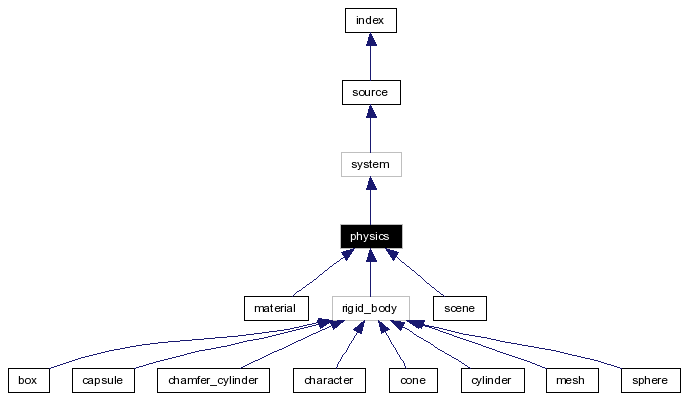 index
source
system
physics
material
rigid_body
scene
box
capsule
chamfer_cylinder
character
cone
cylinder
mesh
sphere